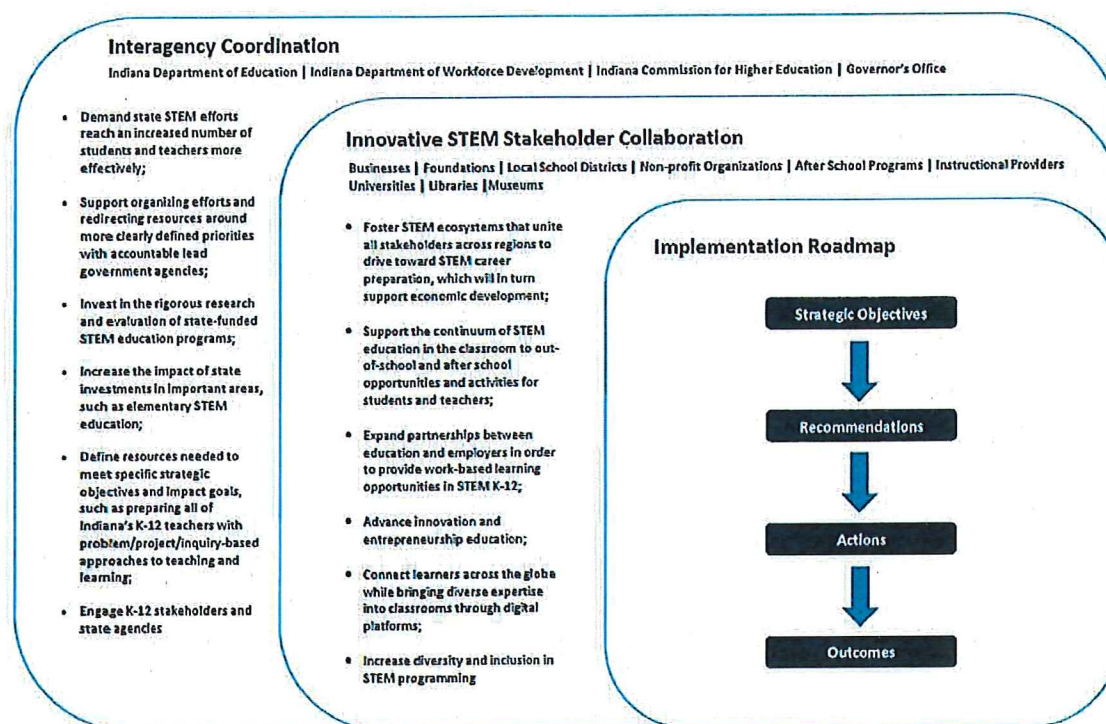 Interagency Coordination
Indiana Department of Education | Indiana Department of Workforce Development | Indiana Commission for Higher Education | Governor's Office
• Demand state STEM efforts
reach an increased number of
students and teachers more
effectively;
• Support organizing efforts and
redirecting resources around
more clearly defined priorities
with accountable lead
government agencies;
• Invest in the rigorous research
and evaluation of state-funded
STEM education programs;
• Increase the impact of state
investments in important areas,
such as elementary STEM
education;
• Define resources needed to
meet specific strategic
objectives and impact goals,
such as preparing all of
Indiana's K-12 teachers with
problem/project/inquiry-based
approaches to teaching and
learning;
• Engage K-12 stakeholders and
state agencies
Innovative STEM Stakeholder Collaboration
Businesses | Foundations | Local School Districts | Non-profit Organizations | After School Programs | Instructional Providers
Universities | Libraries | Museums
• Foster STEM ecosystems that unite
all stakeholders across regions to
drive toward STEM career
preparation, which will in turn
support economic development;
• Support the continuum of STEM
education in the classroom to out-
of-school and after school
opportunities and activities for
students and teachers;
• Expand partnerships between
education and employers in order
to provide work-based learning
opportunities in STEM K-12;
• Advance innovation and
entrepreneurship education;
• Connect learners across the globe
while bringing diverse expertise
into classrooms through digital
platforms;
• Increase diversity and inclusion in
STEM programming
Implementation Roadmap
Strategic Objectives
Recommendations
Actions
Outcomes